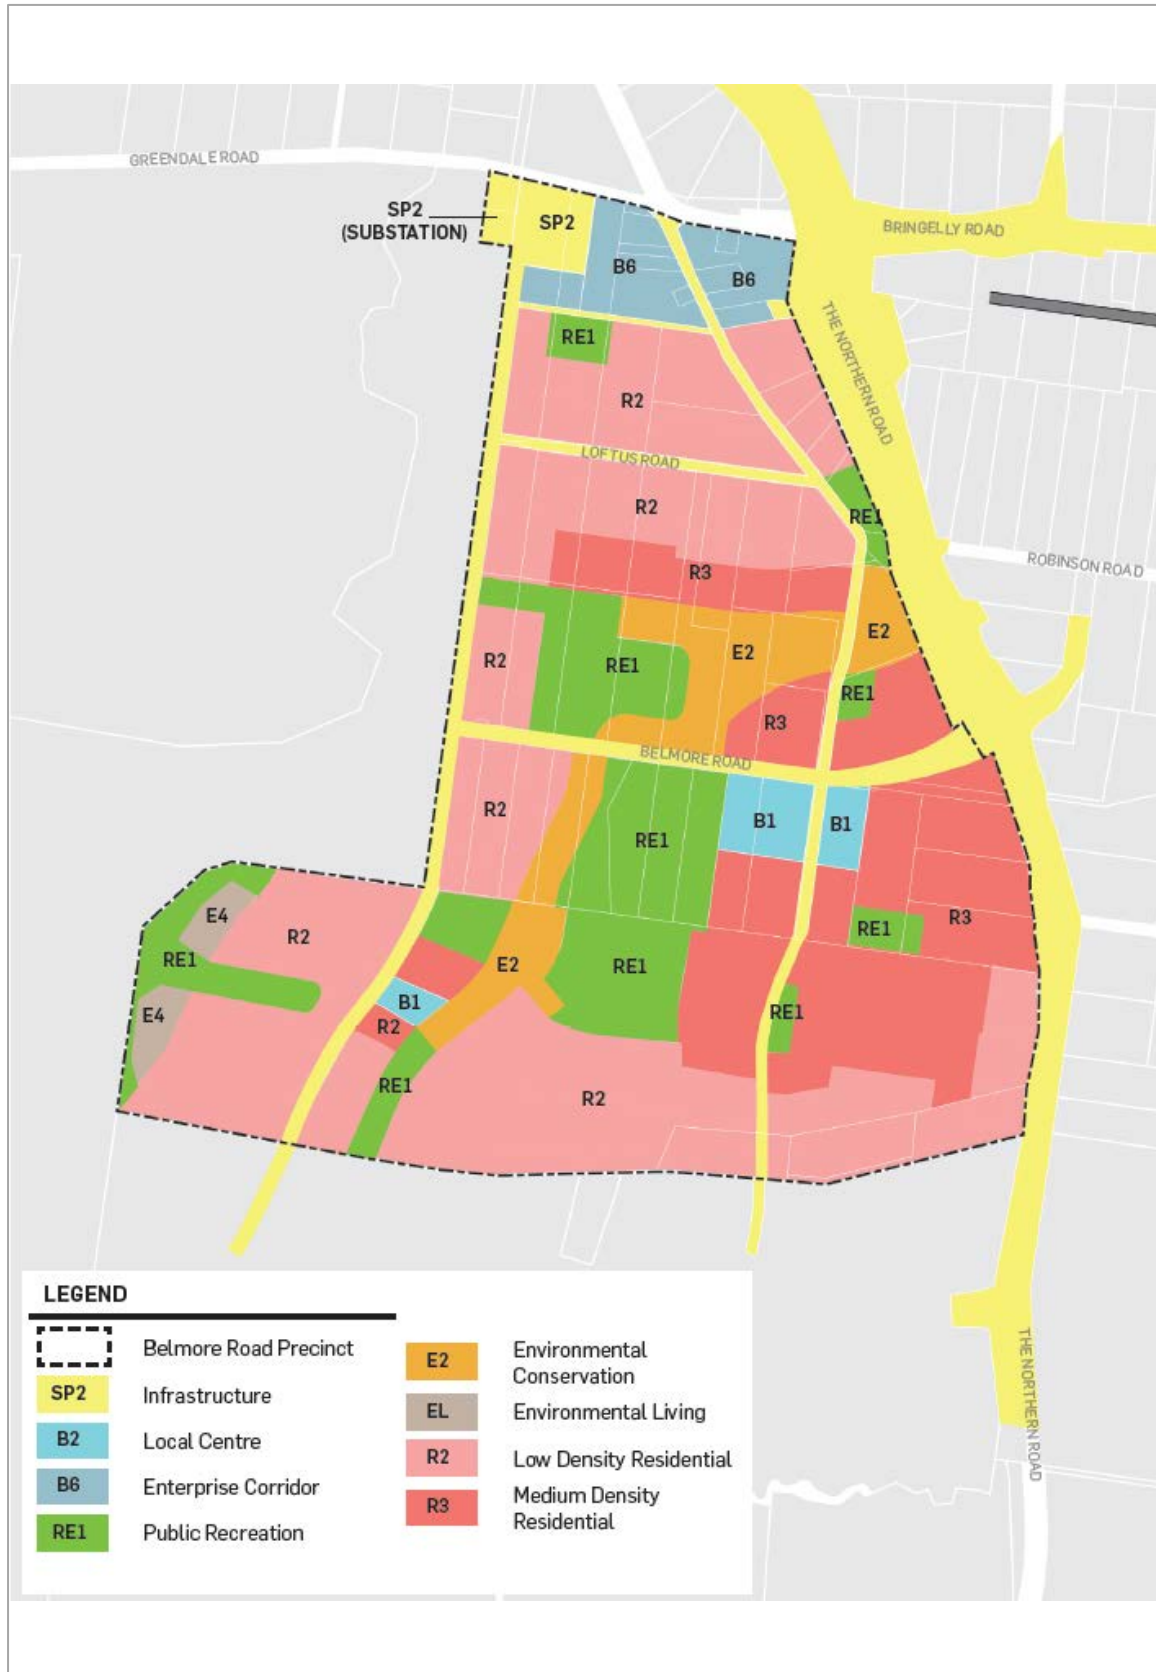 GREENDALE ROAD
SP2
(SUBSTATION)
SP2
BRINGELLY ROAD
B6
B6
THE NORTHERN ROAD
RE1
R2
LOFTUS ROAD
R2
RE1
ROBINSON ROAD
R3
E2
E2
R2
RE1
RE1
R3
BELMORE ROAD
R2
RE1
B1
B1
E4
R2
RE1
R3
RE1
E2
RE1
B1
R2
E4
RE1
RE1
R2
LEGEND
Belmore Road Precinct
SP2
Infrastructure
B2
Local Centre
B6
Enterprise Corridor
RE1
Public Recreation
E2
Environmental
Conservation
EL
Environmental Living
R2
Low Density Residential
R3
Medium Density
Residential
THE NORTHERN ROAD